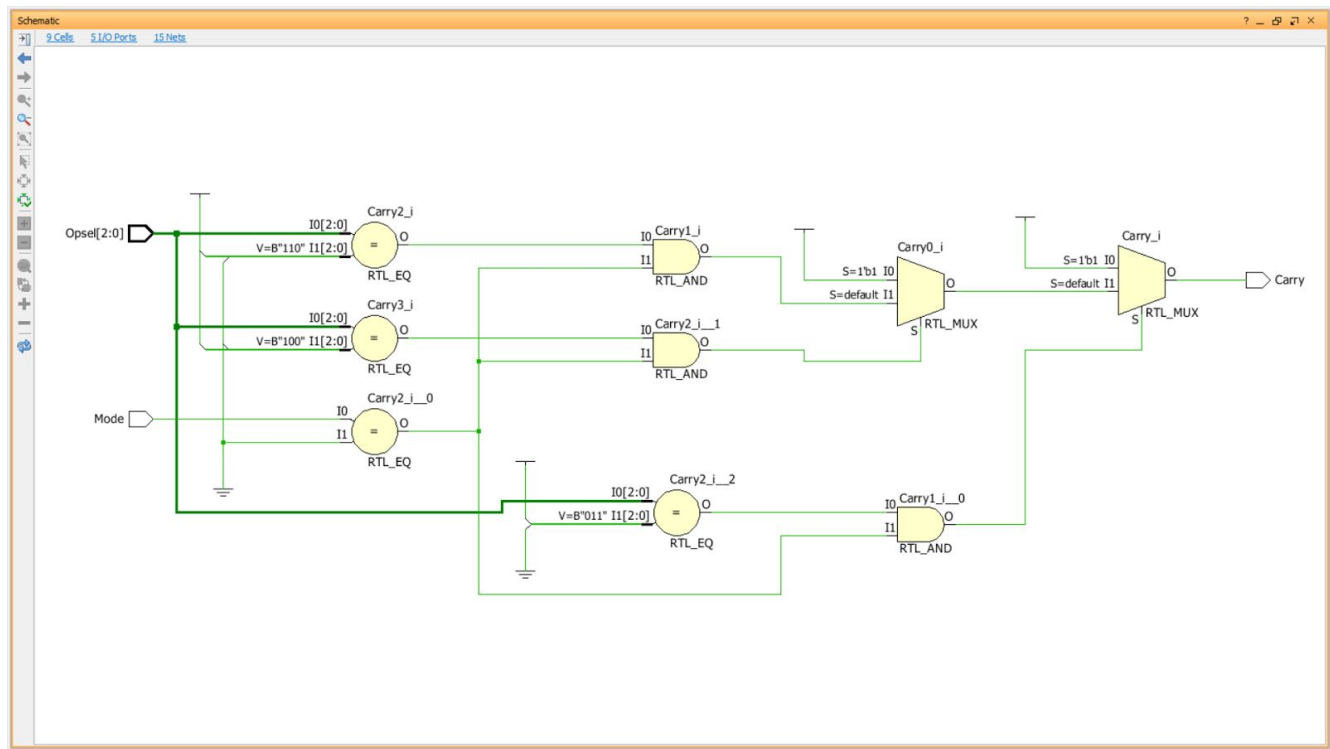 Schematic
? _ ×
9 Cells 5 I/O Ports 15 Nets
Opsel[2:0]
Carry2_i
I0[2:0]
V=B"110" I1[2:0]
O
=
RTL_EQ
Carry3_i
I0[2:0]
V=B"100" I1[2:0]
O
=
RTL_EQ
Mode
Carry2_i__0
I0
I1
O
=
RTL_EQ
Carry1_i
I0
I1
O
RTL_AND
Carry2_i__1
I0
I1
O
RTL_AND
Carry0_i
S=1'b1 I0
S=default I1
O
S
RTL_MUX
Carry_i
S=1'b1 I0
S=default I1
O
S
RTL_MUX
Carry
Carry2_i__2
I0[2:0]
V=B"011" I1[2:0]
O
=
RTL_EQ
Carry1_i__0
I0
I1
O
RTL_AND